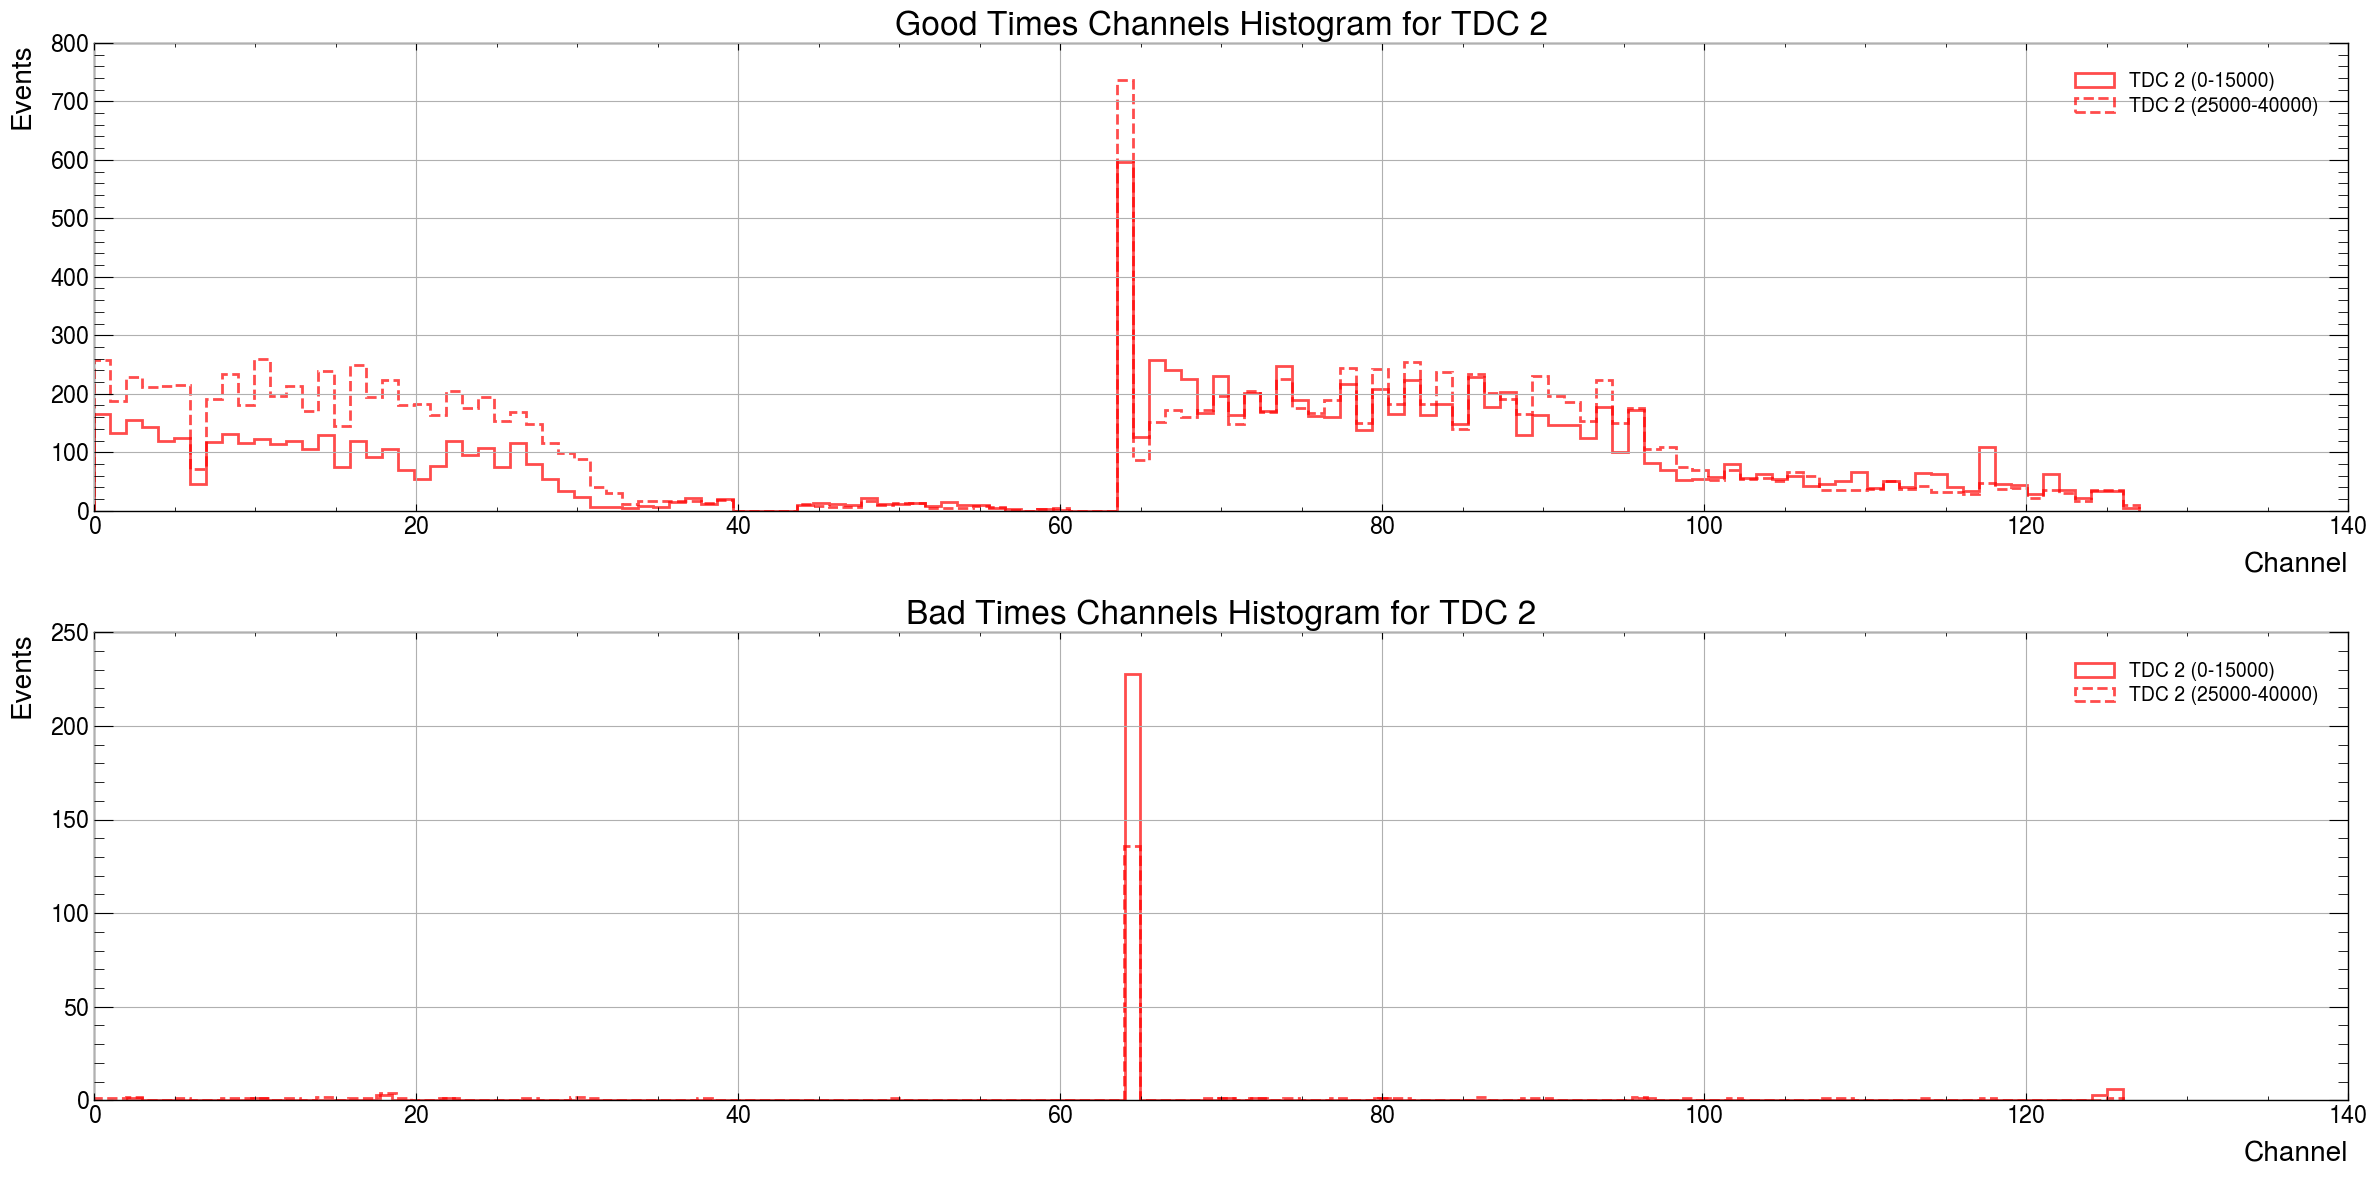 Good Times Channels Histogram for TDC 2
Events
800
700
600
500
400
300
200
100
0
TDC 2 (0-15000)
TDC 2 (25000-40000)
0 20 40 60 80 100 120 140
Channel
Bad Times Channels Histogram for TDC 2
Events
250
200
150
100
50
0
TDC 2 (0-15000)
TDC 2 (25000-40000)
0 20 40 60 80 100 120 140
Channel